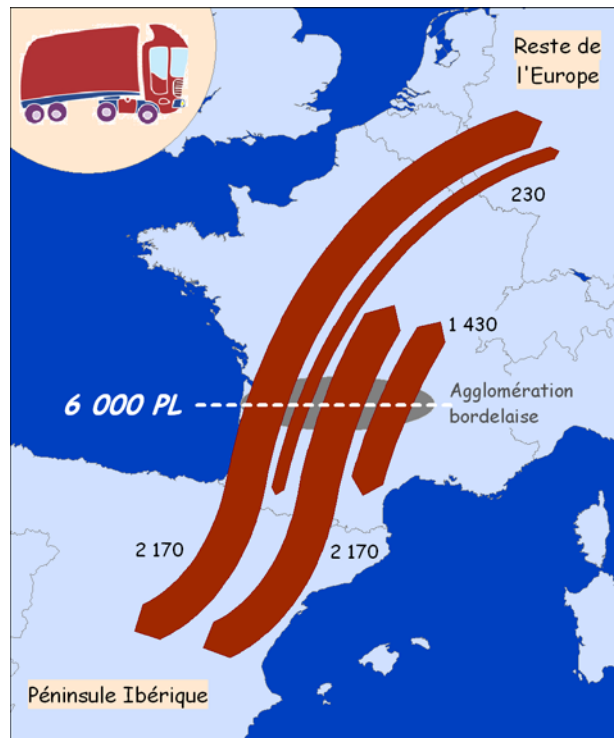 Reste de
l'Europe
230
1 430
6 000 PL
Agglomération
bordelaise
2 170
2 170
Péninsule Ibérique